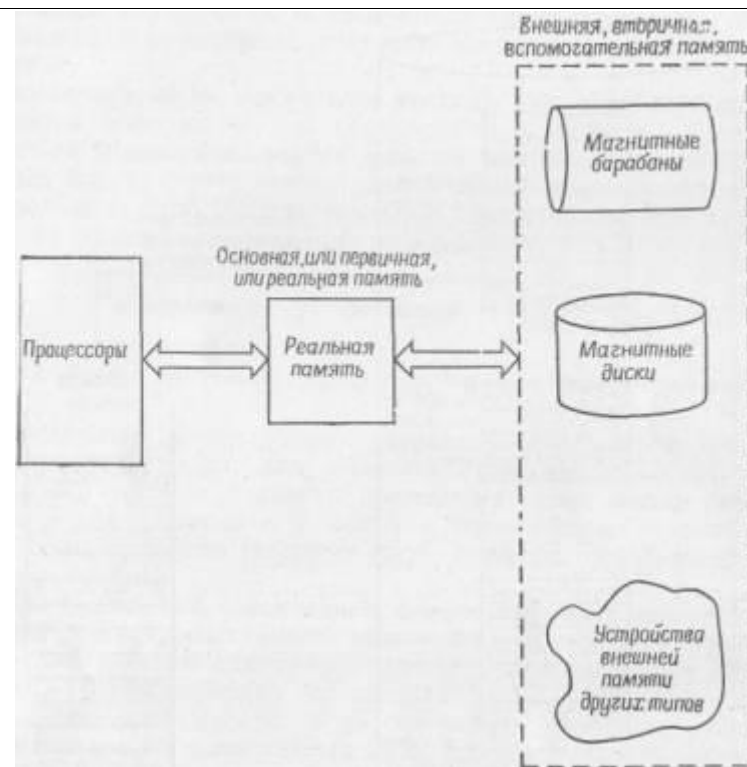 Внешняя, вторичная,
вспомогательная память
Магнитные
барабаны
Основная, или первичная,
или реальная память
Процессоры
Реальная
память
Магнитные
диски
Устройства
внешней
памяти
других типов